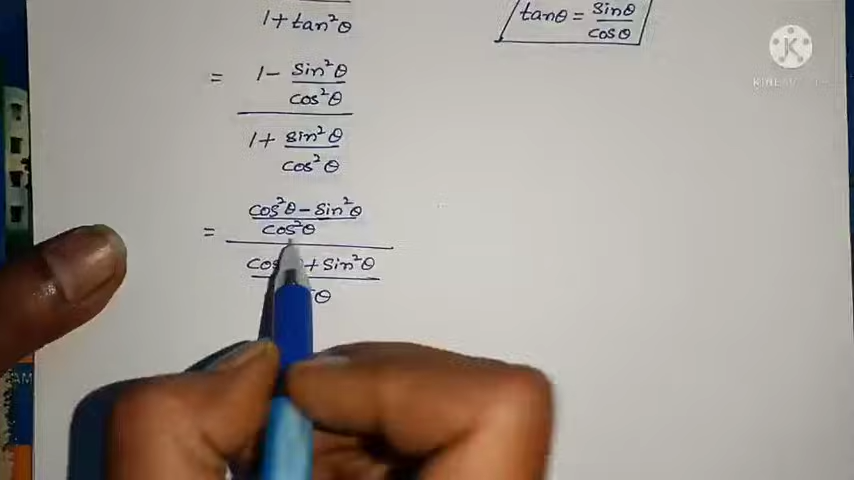 1+tan²θ
tanθ = sinθ/cosθ
= 1 − sin²θ/cos²θ
1 + sin²θ/cos²θ
= cos²θ − sin²θ
cos²θ
+ sin²θ
θ
K